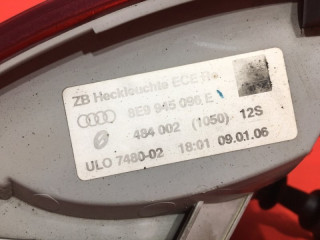 ZB Heckleuchte ECE
8E9 945 096 E
484 002 (1050) 12S
ULO 7480-02 18:01 09.01.06